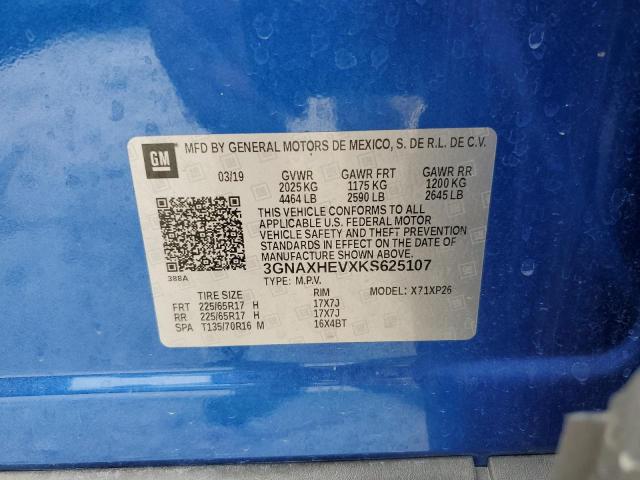 GM
MFD BY GENERAL MOTORS DE MEXICO, S. DE R.L. DE C.V.
03/19 GVWR GAWR FRT GAWR RR
2025 KG 1175 KG 1200 KG
4464 LB 2590 LB 2645 LB
THIS VEHICLE CONFORMS TO ALL
APPLICABLE U.S. FEDERAL MOTOR
VEHICLE SAFETY AND THEFT PREVENTION
STANDARDS IN EFFECT ON THE DATE OF
MANUFACTURE SHOWN ABOVE.
3GNAXHEVXKS625107
388A
TYPE: M.P.V.
MODEL: X71XP26
TIRE SIZE RIM
FRT 225/65R17 H 17X7J
RR 225/65R17 H 17X7J
SPA T135/70R16 M 16X4BT